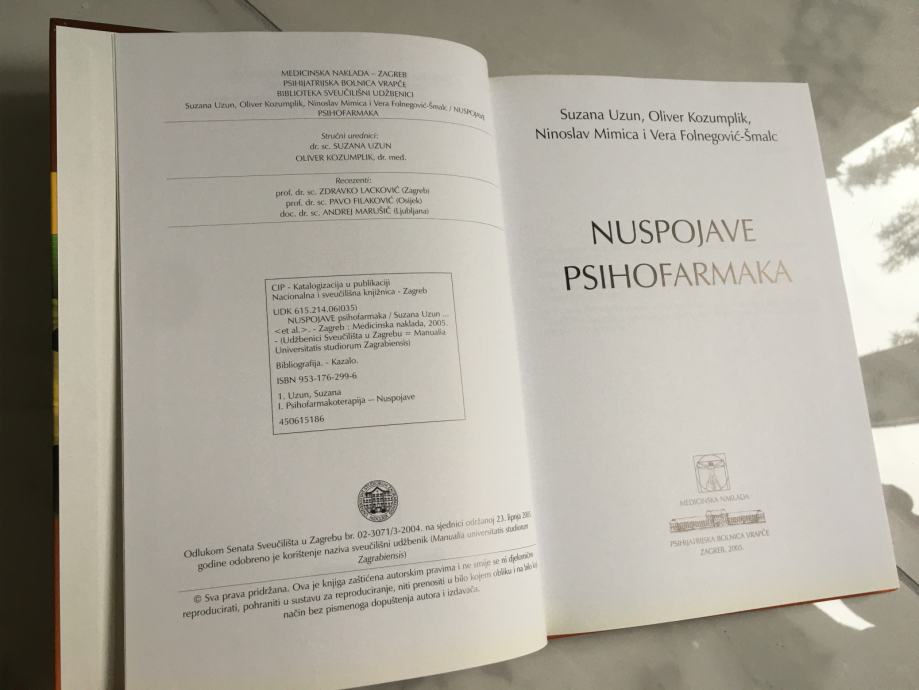 MEDICINSKA NAKLADA – ZAGREB
PSIHIJATRIJSKA BOLNICA VRAPČE
BIBLIOTEKA SVEUČILIŠNI UDŽBENICI
Suzana Uzun, Oliver Kozumplik, Ninoslav Mimica i Vera Folnegović-Šmalc / NUSPOJAVE
PSIHOFARMAKA
Stručni urednici:
dr. sc. SUZANA UZUN
OLIVER KOZUMPLIK, dr. med.
Recezenti:
prof. dr. sc. ZDRAVKO LACKOVIĆ (Zagreb)
prof. dr. sc. PAVO FILAKOVIĆ (Osijek)
doc. dr. sc. ANDREJ MARUŠIČ (Ljubljana)
CIP - Katalogizacija u publikaciji
Nacionalna i sveučilišna knjižnica - Zagreb
UDK 615.214.06(035)
NUSPOJAVE psihofarmaka / Suzana Uzun ...
<et al.>. - Zagreb : Medicinska naklada, 2005.
- (Udžbenici Sveučilišta u Zagrebu = Manualia
Universitatis studiorum Zagrabiensis)
Bibliografija. - Kazalo.
ISBN 953-176-299-6
1. Uzun, Suzana
I. Psihofarmakoterapija — Nuspojave
450615186
Odlukom Senata Sveučilišta u Zagrebu br. 02-3071/3-2004. na sjednici održanoj 23. lipnja 2005.
godine odobreno je korištenje naziva sveučilišni udžbenik (Manualia universitatis studiorum
Zagrabiensis)
© Sva prava pridržana. Ova je knjiga zaštićena autorskim pravima i ne smije se ni djelomično
reproducirati, pohraniti u sustavu za reproduciranje, niti prenositi u bilo kojem obliku i na bilo koji
način bez pismenoga dopuštenja autora i izdavača.
Suzana Uzun, Oliver Kozumplik,
Ninoslav Mimica i Vera Folnegović-Šmalc
NUSPOJAVE
PSIHOFARMAKA
MEDICINSKA NAKLADA
PSIHIJATRIJSKA BOLNICA VRAPČE
ZAGREB, 2005.